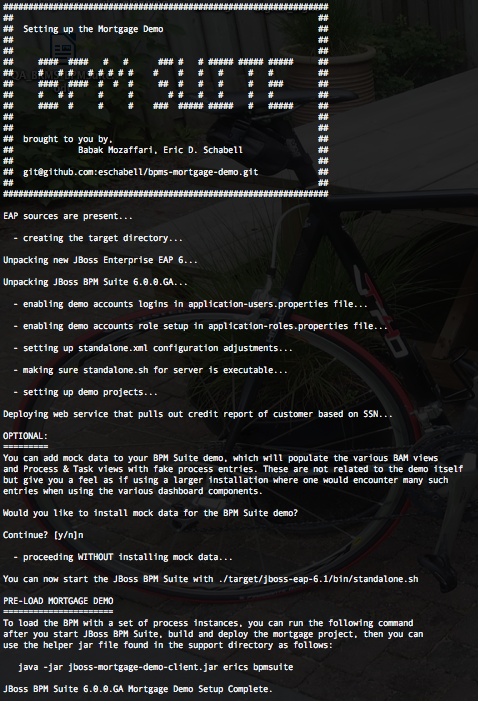 #################################################################
##                                                             ##
##  Setting up the Mortgage Demo                               ##
##                                                             ##
##  BPM SUITE                                                  ##
##                                                             ##
##  brought to you by,                                         ##
##             Babak Mozaffari, Eric D. Schabell               ##
##                                                             ##
##  git@github.com:eschabell/bpms-mortgage-demo.git            ##
##                                                             ##
#################################################################
EAP sources are present...
- creating the target directory...
Unpacking new JBoss Enterprise EAP 6...
Unpacking JBoss BPM Suite 6.0.0.GA...
- enabling demo accounts logins in application-users.properties file...
- enabling demo accounts role setup in application-roles.properties file...
- setting up standalone.xml configuration adjustments...
- making sure standalone.sh for server is executable...
- setting up demo projects...
Deploying web service that pulls out credit report of customer based on SSN...
OPTIONAL:
=========
You can add mock data to your BPM Suite demo, which will populate the various BAM views
and Process & Task views with fake process entries. These are not related to the demo itself
but give you a feel as if using a larger installation where one would encounter many such
entries when using the various dashboard components.
Would you like to install mock data for the BPM Suite demo?
Continue? [y/n]n
- proceeding WITHOUT installing mock data...
You can now start the JBoss BPM Suite with ./target/jboss-eap-6.1/bin/standalone.sh
PRE-LOAD MORTGAGE DEMO
======================
To load the BPM with a set of process instances, you can run the following command
after you start JBoss BPM Suite, build and deploy the mortgage project, then you can
use the helper jar file found in the support directory as follows:
java -jar jboss-mortgage-demo-client.jar erics bpmsuite
JBoss BPM Suite 6.0.0.GA Mortgage Demo Setup Complete.